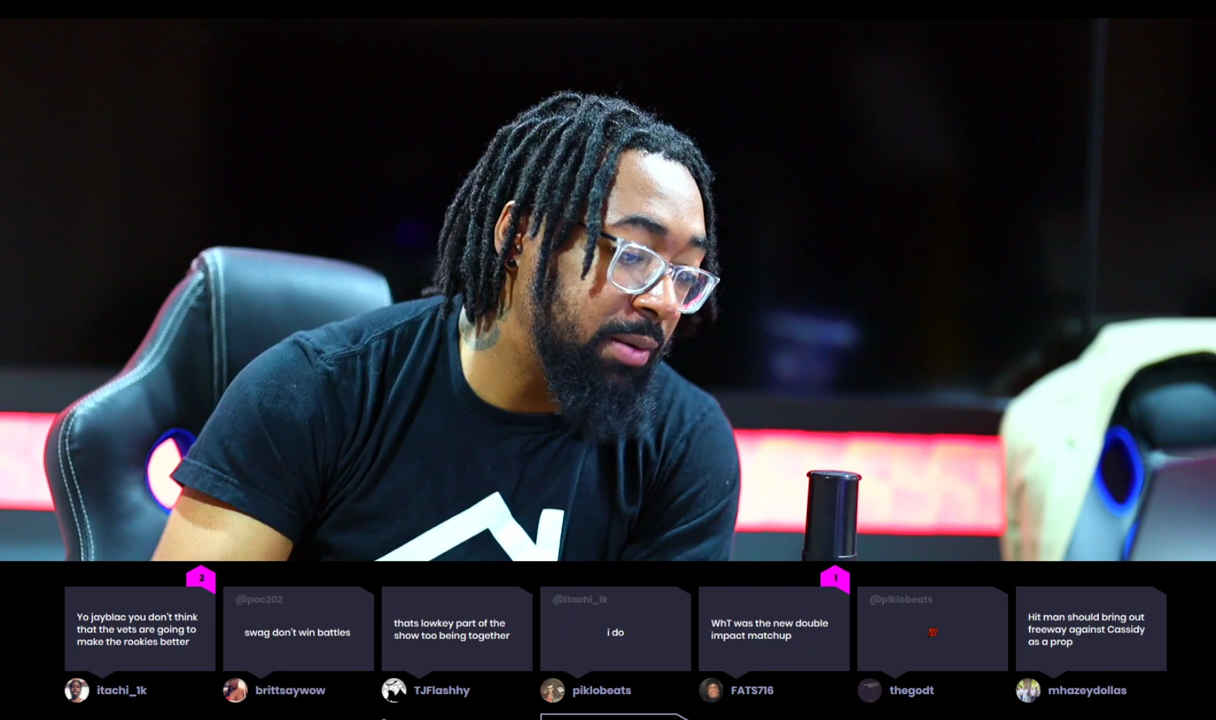 2
1
Yo jayblac you don't think
that the vets are going to
make the rookies better
itachi_1k
@pac202
swag don't win battles
brittsaywow
thats lowkey part of the
show too being together
TJFlashhy
@itachi_1k
i do
piklobeats
WhT was the new double
impact matchup
FATS716
@piklobeats
💯
thegodt
Hit man should bring out
freeway against Cassidy
as a prop
mhazeydollas